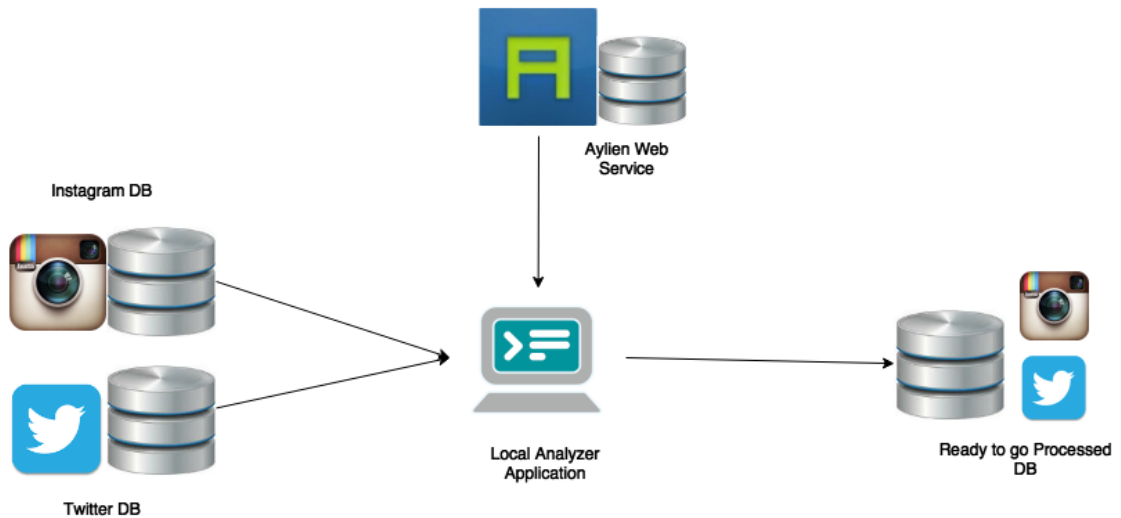 Aylien Web
Service
Instagram DB
Local Analyzer
Application
Ready to go Processed
DB
Twitter DB